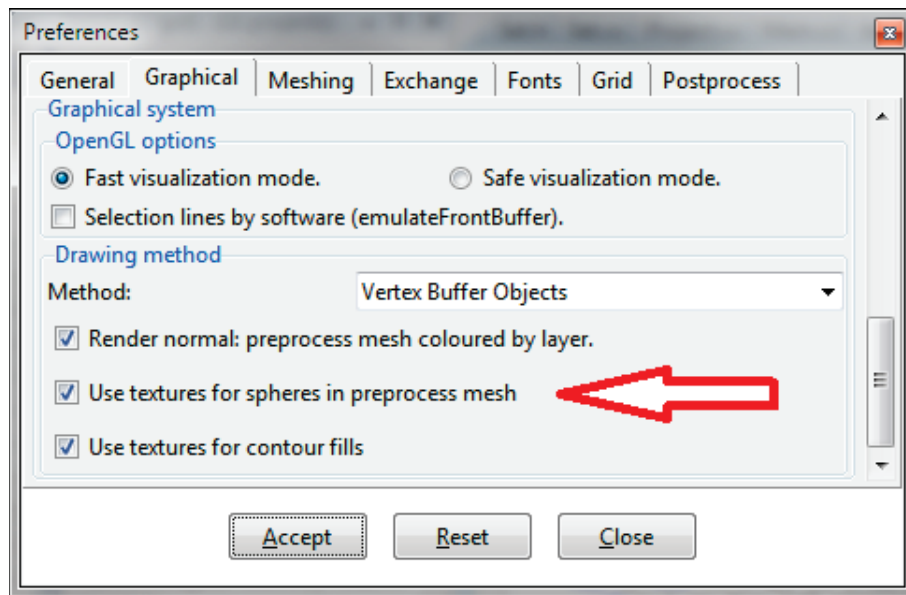 Preferences
General Graphical Meshing Exchange Fonts Grid Postprocess
Graphical system
OpenGL options
Fast visualization mode. Safe visualization mode.
Selection lines by software (emulateFrontBuffer).
Drawing method
Method: Vertex Buffer Objects
Render normal: preprocess mesh coloured by layer.
Use textures for spheres in preprocess mesh
Use textures for contour fills
Accept Reset Close